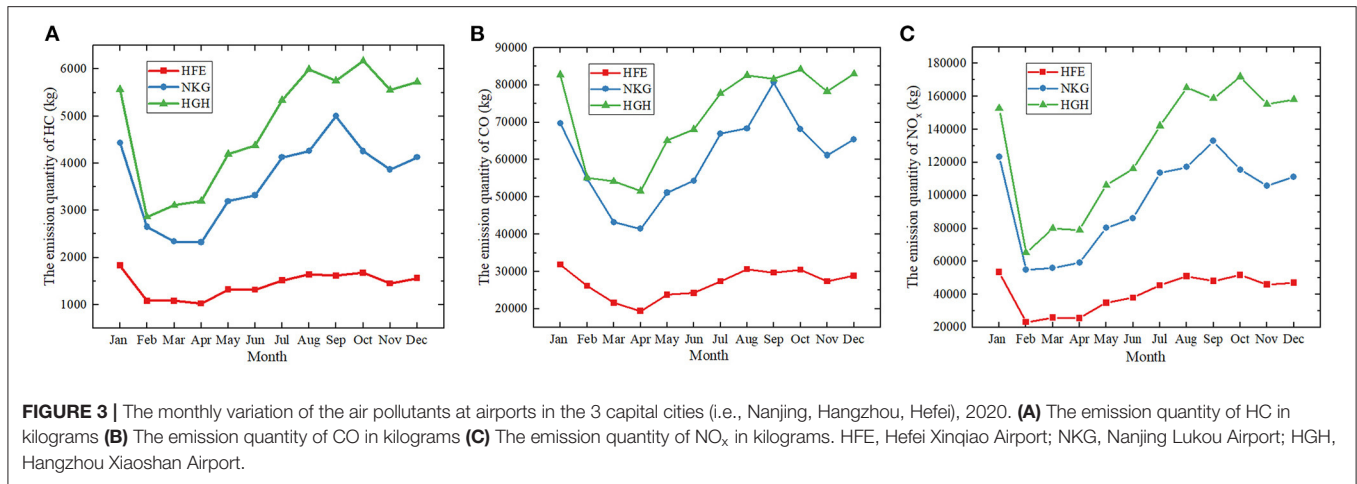 A
The emission quantity of HC (kg)
6000
5000
4000
3000
2000
1000
HFE
NKG
HGH
Jan Feb Mar Apr May Jun Jul Aug Sep Oct Nov Dec
Month
B
The emission quantity of CO (kg)
90000
80000
70000
60000
50000
40000
30000
20000
HFE
NKG
HGH
Jan Feb Mar Apr May Jun Jul Aug Sep Oct Nov Dec
Month
C
The emission quantity of NOx (kg)
180000
160000
140000
120000
100000
80000
60000
40000
20000
HFE
NKG
HGH
Jan Feb Mar Apr May Jun Jul Aug Sep Oct Nov Dec
Month
FIGURE 3 | The monthly variation of the air pollutants at airports in the 3 capital cities (i.e., Nanjing, Hangzhou, Hefei), 2020. (A) The emission quantity of HC in
kilograms (B) The emission quantity of CO in kilograms (C) The emission quantity of NOx in kilograms. HFE, Hefei Xinqiao Airport; NKG, Nanjing Lukou Airport; HGH,
Hangzhou Xiaoshan Airport.